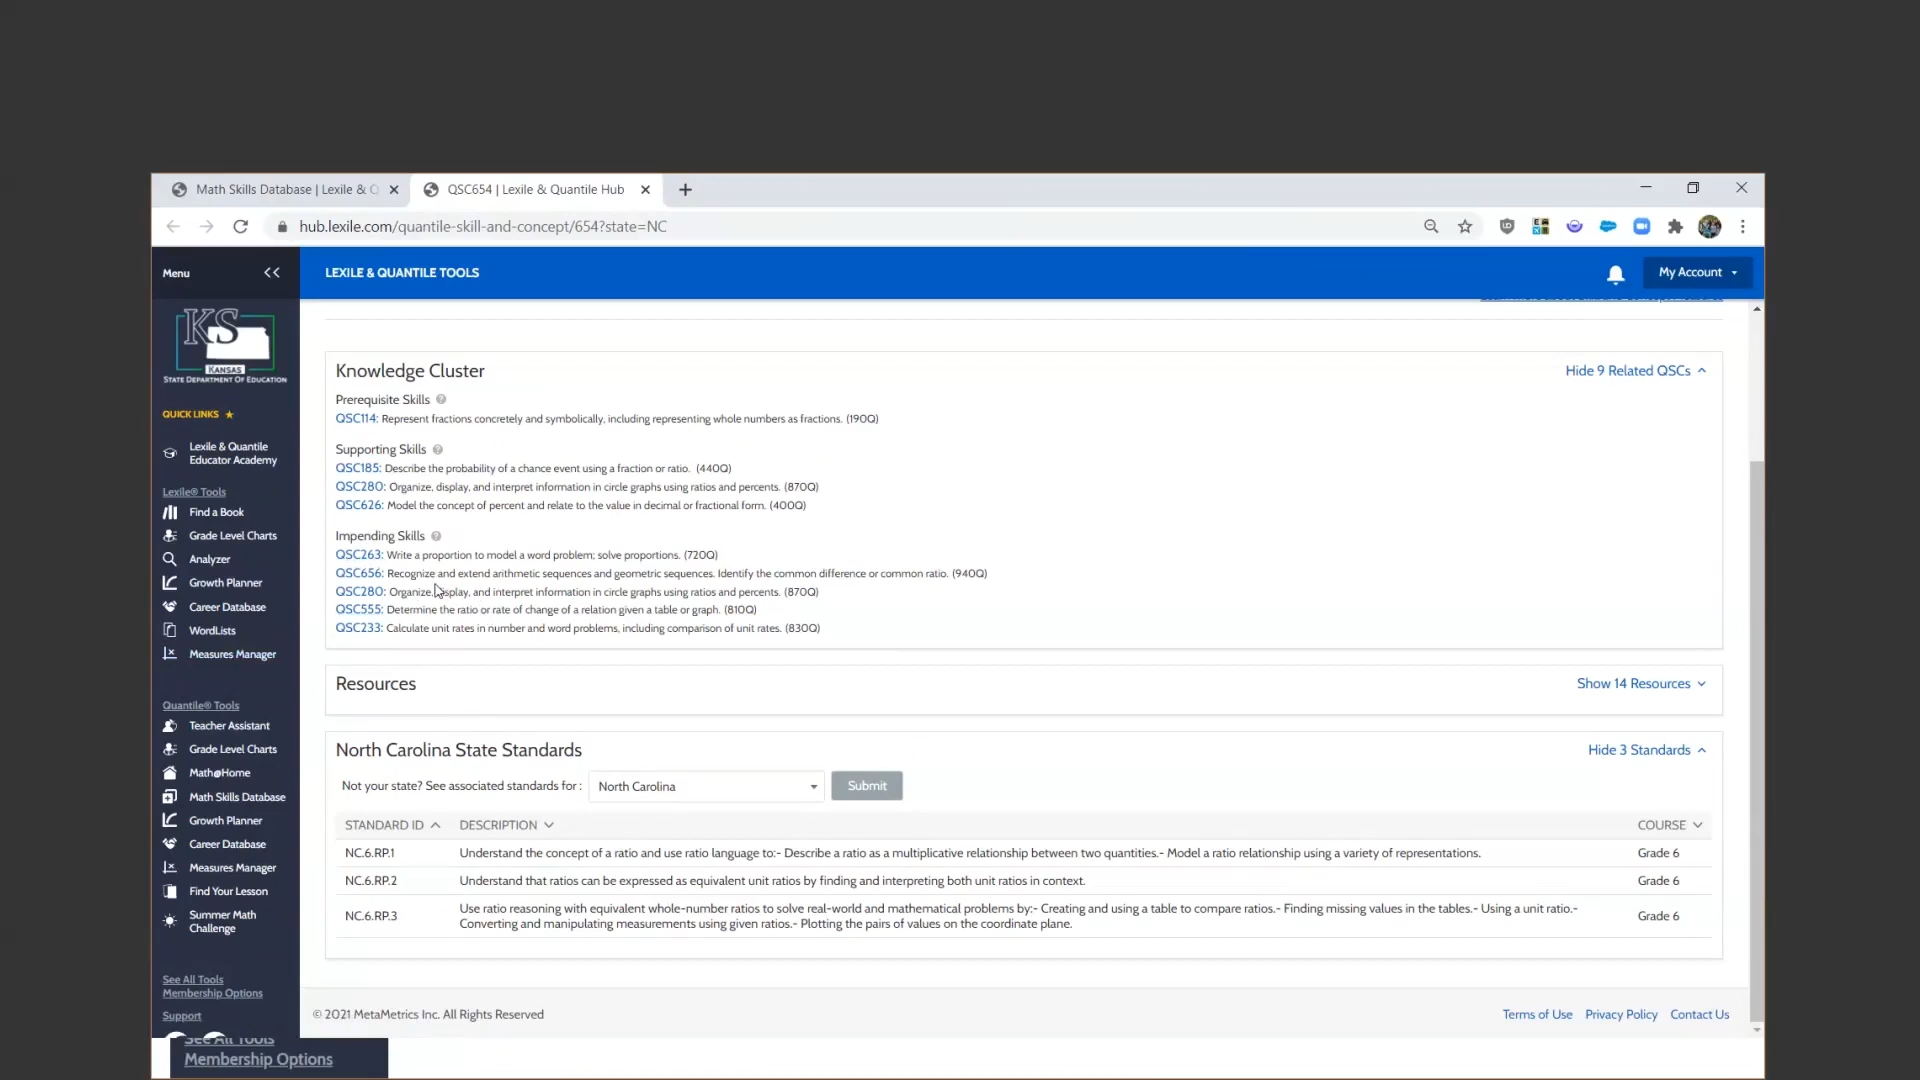 Math Skills Database | Lexile & Q
QSC654 | Lexile & Quantile Hub
hub.lexile.com/quantile-skill-and-concept/654?state=NC
Menu
LEXILE & QUANTILE TOOLS
My Account
KS
KANSAS
STATE DEPARTMENT OF EDUCATION
QUICK LINKS
Lexile & Quantile
Educator Academy
Lexile® Tools
Find a Book
Grade Level Charts
Analyzer
Growth Planner
Career Database
WordLists
Measures Manager
Quantile® Tools
Teacher Assistant
Grade Level Charts
Math@Home
Math Skills Database
Growth Planner
Career Database
Measures Manager
Find Your Lesson
Summer Math
Challenge
See All Tools
Membership Options
Support
See All Tools
Membership Options
Knowledge Cluster
Hide 9 Related QSCs
Prerequisite Skills
QSC114: Represent fractions concretely and symbolically, including representing whole numbers as fractions. (190Q)
Supporting Skills
QSC185: Describe the probability of a chance event using a fraction or ratio. (440Q)
QSC280: Organize, display, and interpret information in circle graphs using ratios and percents. (870Q)
QSC626: Model the concept of percent and relate to the value in decimal or fractional form. (400Q)
Impending Skills
QSC263: Write a proportion to model a word problem; solve proportions. (720Q)
QSC656: Recognize and extend arithmetic sequences and geometric sequences. Identify the common difference or common ratio. (940Q)
QSC280: Organize, display, and interpret information in circle graphs using ratios and percents. (870Q)
QSC555: Determine the ratio or rate of change of a relation given a table or graph. (810Q)
QSC233: Calculate unit rates in number and word problems, including comparison of unit rates. (830Q)
Resources
Show 14 Resources
North Carolina State Standards
Hide 3 Standards
Not your state? See associated standards for :
North Carolina
Submit
STANDARD ID
DESCRIPTION
COURSE
NC.6.RP.1
Understand the concept of a ratio and use ratio language to:- Describe a ratio as a multiplicative relationship between two quantities.- Model a ratio relationship using a variety of representations.
Grade 6
NC.6.RP.2
Understand that ratios can be expressed as equivalent unit ratios by finding and interpreting both unit ratios in context.
Grade 6
NC.6.RP.3
Use ratio reasoning with equivalent whole-number ratios to solve real-world and mathematical problems by:- Creating and using a table to compare ratios.- Finding missing values in the tables.- Using a unit ratio.-
Converting and manipulating measurements using given ratios.- Plotting the pairs of values on the coordinate plane.
Grade 6
© 2021 MetaMetrics Inc. All Rights Reserved
Terms of Use
Privacy Policy
Contact Us